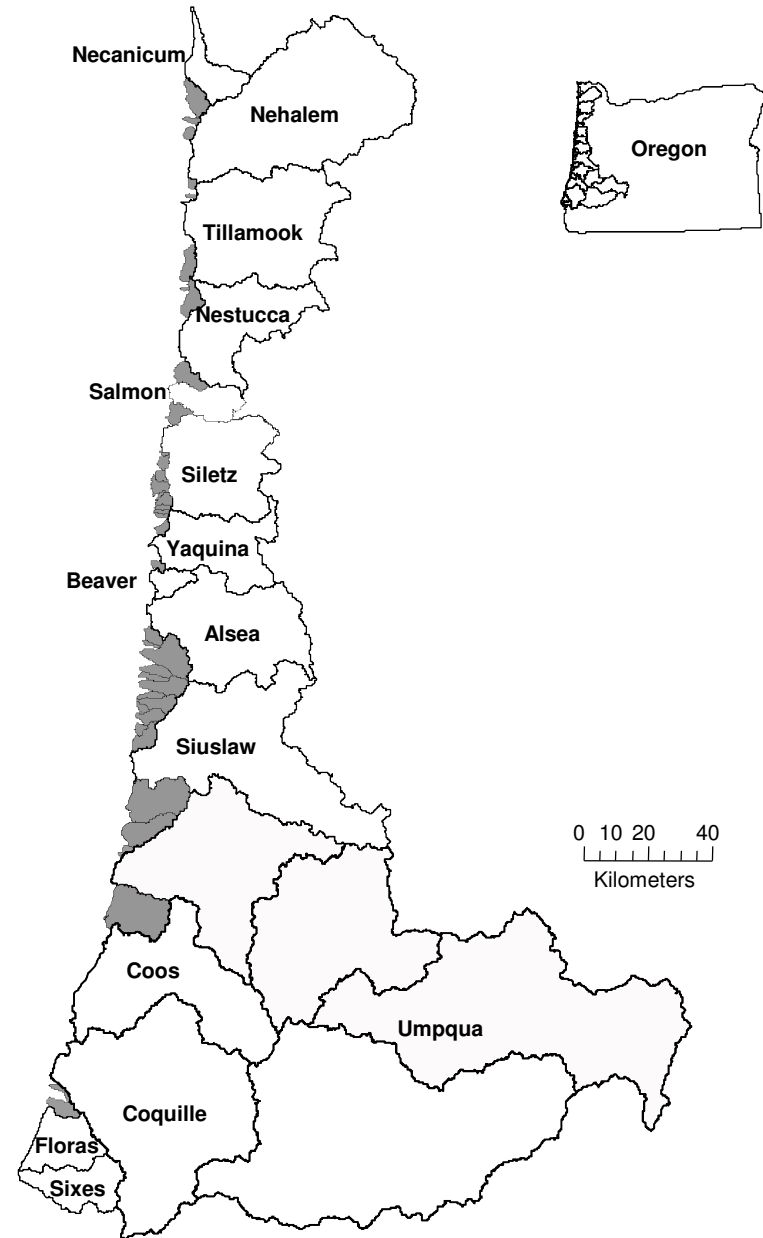 Necanicum
Nehalem
Oregon
Tillamook
Nestucca
Salmon
Siletz
Yaquina
Beaver
Alsea
Siuslaw
0 10 20 40
Kilometers
Coos
Umpqua
Coquille
Floras
Sixes